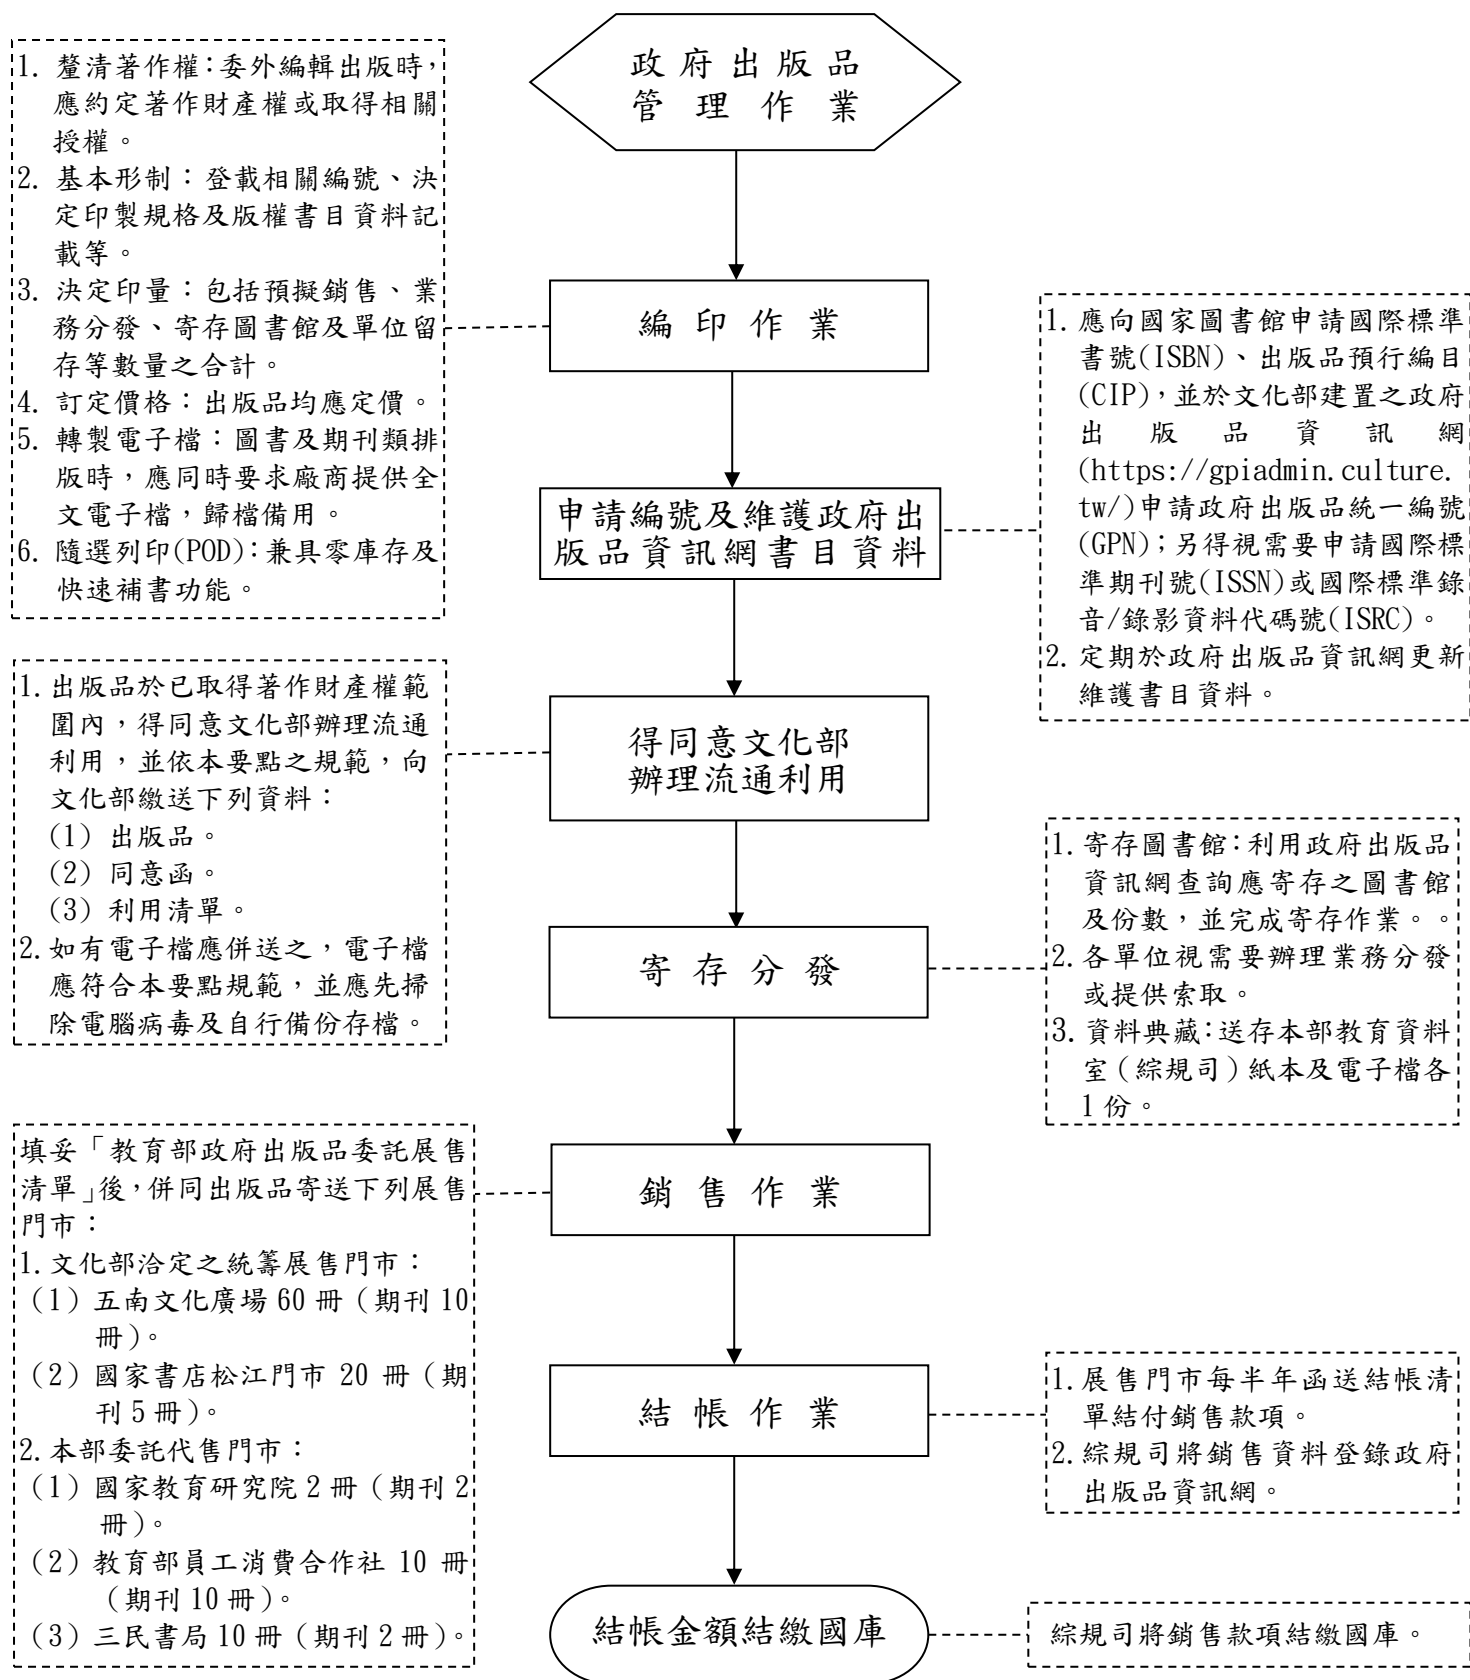 政府出版品
管理作業
1. 釐清著作權：委外編輯出版時，
應約定著作財產權或取得相關
授權。
2. 基本形制：登載相關編號、決
定印製規格及版權書目資料記
載等。
3. 決定印量：包括預擬銷售、業
務分發、寄存圖書館及單位留
存等數量之合計。
4. 訂定價格：出版品均應定價。
5. 轉製電子檔：圖書及期刊類排
版時，應同時要求廠商提供全
文電子檔，歸檔備用。
6. 隨選列印(POD)：兼具零庫存及
快速補書功能。
編印作業
1. 應向國家圖書館申請國際標準
書號(ISBN)、出版品預行編目
(CIP)，並於文化部建置之政府
出版品資訊網
(https://gpiadmin.culture.
tw/)申請政府出版品統一編號
(GPN)；另得視需要申請國際標
準期刊號(ISSN)或國際標準錄
音/錄影資料代碼號(ISRC)。
2. 定期於政府出版品資訊網更新
維護書目資料。
申請編號及維護政府出
版品資訊網書目資料
1. 出版品於已取得著作財產權範
圍內，得同意文化部辦理流通
利用，並依本要點之規範，向
文化部繳送下列資料：
(1) 出版品。
(2) 同意函。
(3) 利用清單。
2. 如有電子檔應併送之，電子檔
應符合本要點規範，並應先掃
除電腦病毒及自行備份存檔。
得同意文化部
辦理流通利用
1. 寄存圖書館：利用政府出版品
資訊網查詢應寄存之圖書館
及份數，並完成寄存作業。。
2. 各單位視需要辦理業務分發
或提供索取。
3. 資料典藏：送存本部教育資料
室（綜規司）紙本及電子檔各
1 份。
寄存分發
填妥「教育部政府出版品委託展售
清單」後，併同出版品寄送下列展售
門市：
1. 文化部洽定之統籌展售門市：
（1）五南文化廣場 60 冊（期刊 10
冊）。
（2）國家書店松江門市 20 冊（期
刊 5 冊）。
2. 本部委託代售門市：
（1）國家教育研究院 2 冊（期刊 2
冊）。
（2）教育部員工消費合作社 10 冊
（期刊 10 冊）。
（3）三民書局 10 冊（期刊 2 冊）。
銷售作業
結帳作業
1. 展售門市每半年函送結帳清
單結付銷售款項。
2. 綜規司將銷售資料登錄政府
出版品資訊網。
結帳金額結繳國庫
綜規司將銷售款項結繳國庫。